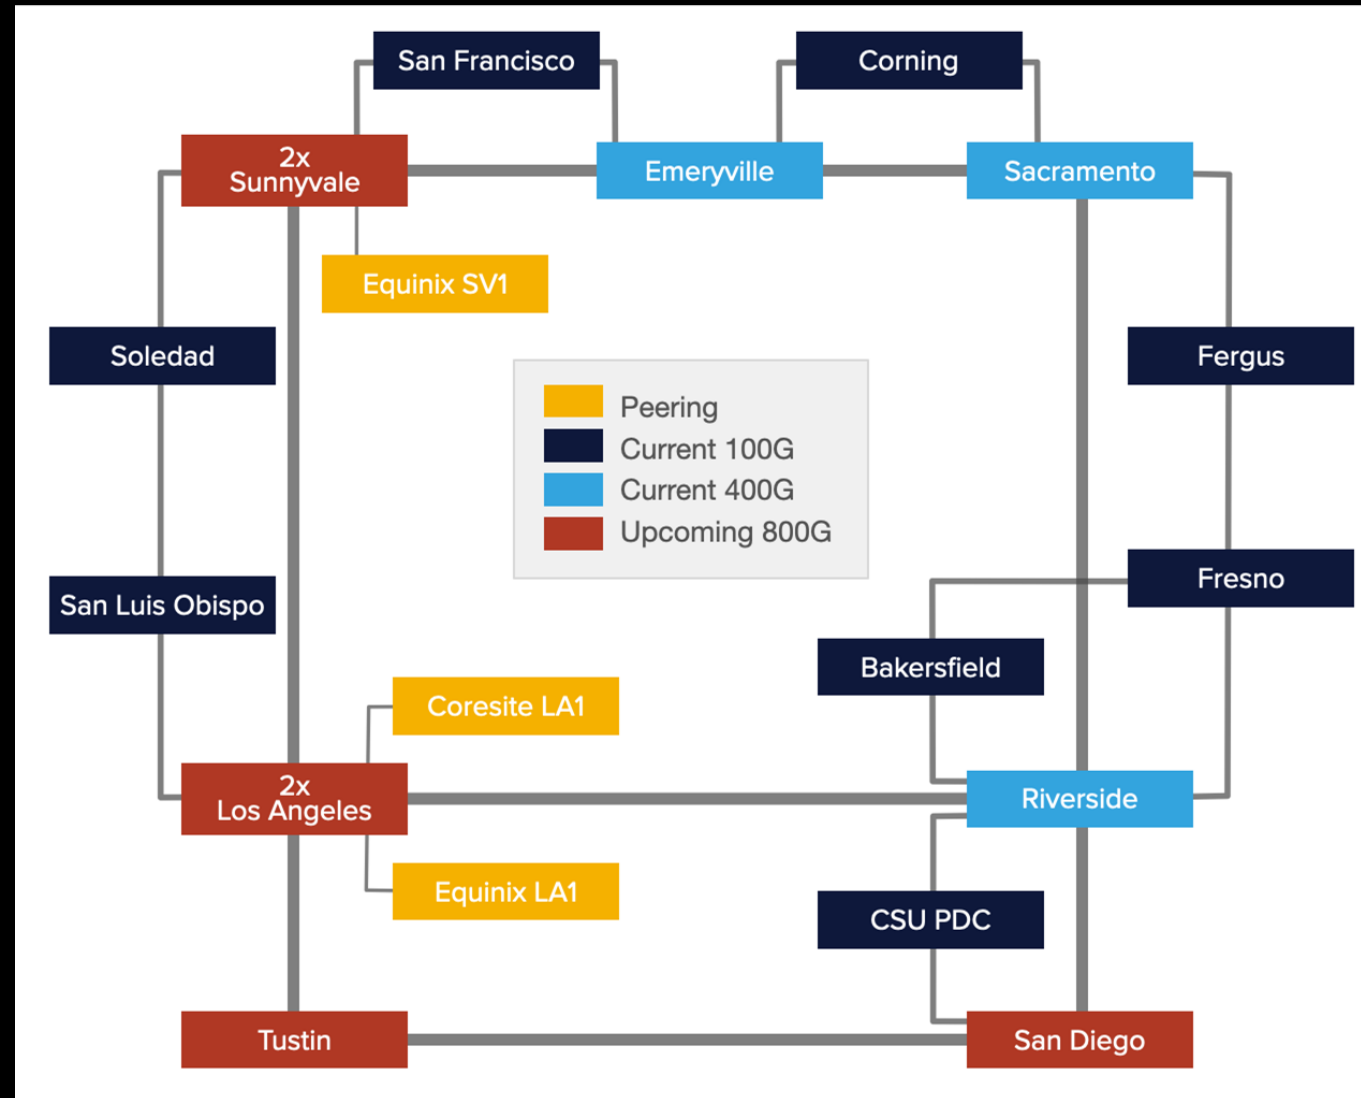 San Francisco
Corning
2x
Sunnyvale
Emeryville
Sacramento
Equinix SV1
Soledad
Fergus
Peering
Current 100G
Current 400G
Upcoming 800G
San Luis Obispo
Fresno
Bakersfield
Coresite LA1
2x
Los Angeles
Riverside
Equinix LA1
CSU PDC
Tustin
San Diego